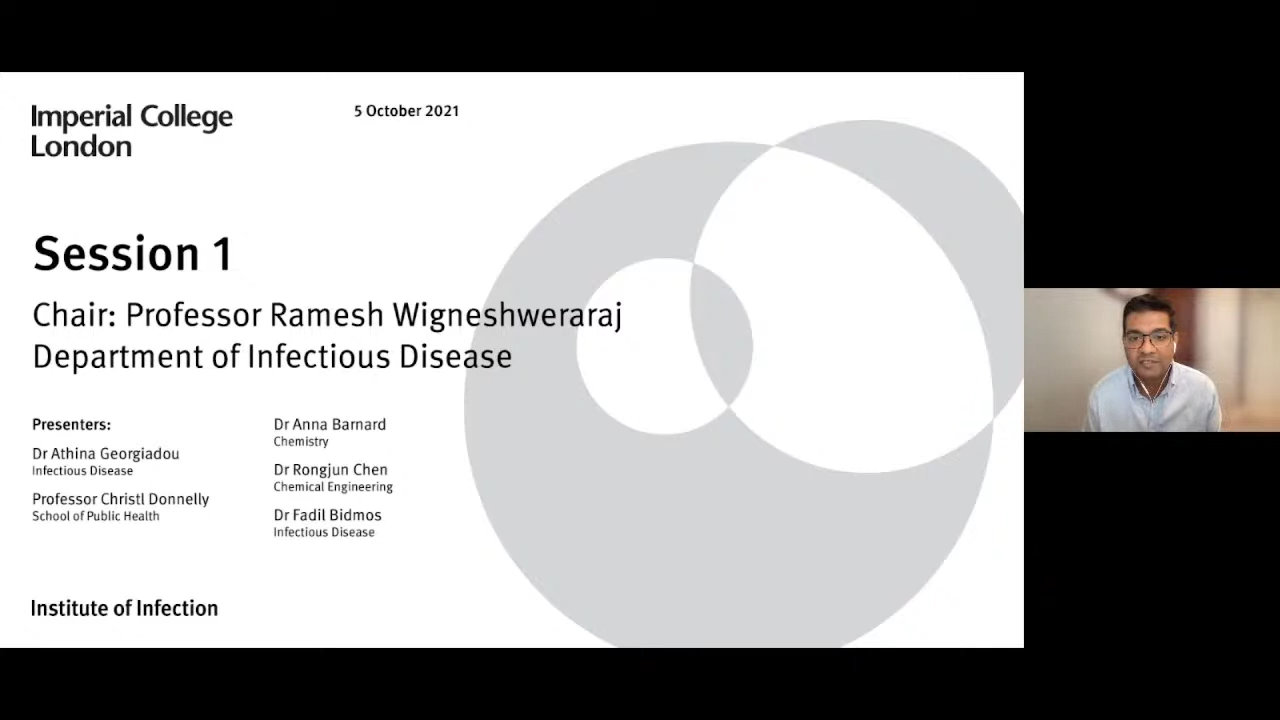 Imperial College
London
5 October 2021
Session 1
Chair: Professor Ramesh Wigneshweraraj
Department of Infectious Disease
Presenters:
Dr Athina Georgiadou
Infectious Disease
Professor Christl Donnelly
School of Public Health
Dr Anna Barnard
Chemistry
Dr Rongjun Chen
Chemical Engineering
Dr Fadil Bidmos
Infectious Disease
Institute of Infection